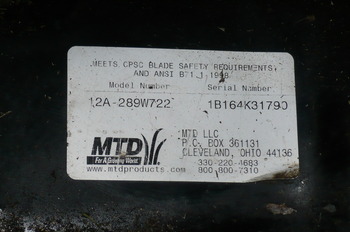 MEETS CPSC BLADE SAFETY REQUIREMENTS,
AND ANSI B71.1 1998
Model Number Serial Number
12A-289W722 1B164K31790
MTD
For A Growing World.
www.mtdproducts.com
MTD LLC
P.O. BOX 361131
CLEVELAND, OHIO 44136
330-220-4683
800-800-7310